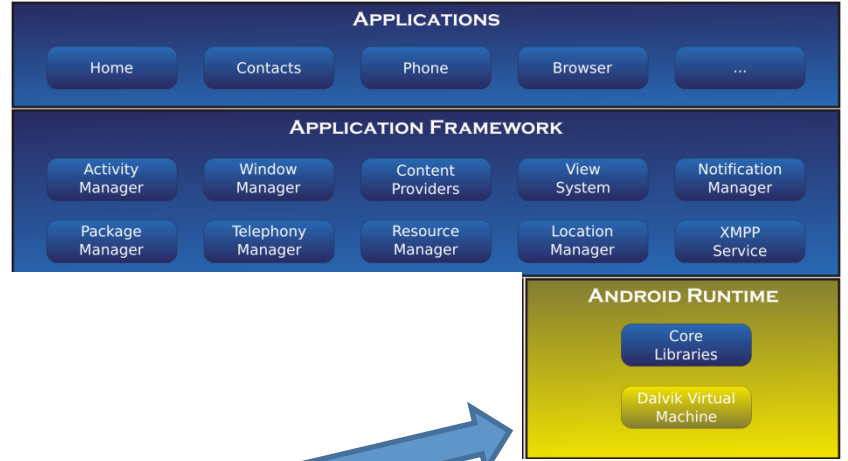 APPLICATIONS
Home
Contacts
Phone
Browser
...
APPLICATION FRAMEWORK
Activity
Manager
Window
Manager
Content
Providers
View
System
Notification
Manager
Package
Manager
Telephony
Manager
Resource
Manager
Location
Manager
XMPP
Service
ANDROID RUNTIME
Core
Libraries
Dalvik Virtual
Machine